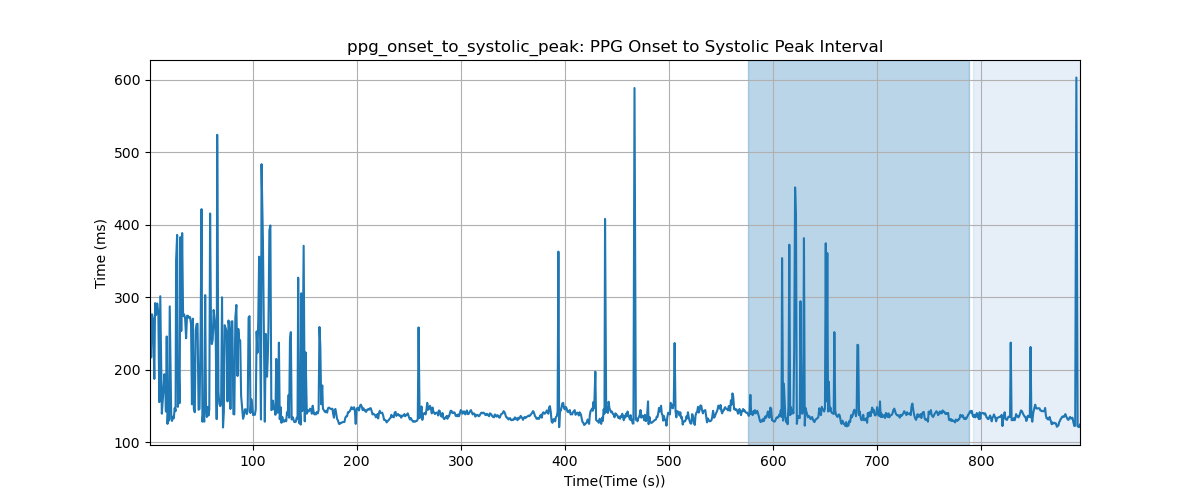 ppg_onset_to_systolic_peak: PPG Onset to Systolic Peak Interval
600
500
400
300
200
100
Time (ms)
100 200 300 400 500 600 700 800
Time(Time (s))